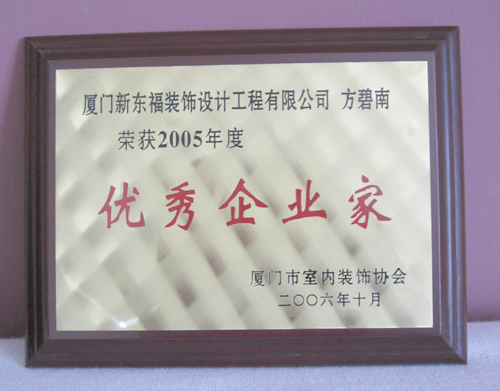 厦门新东福装饰设计工程有限公司 方碧南
荣获2005年度
优秀企业家
厦门市室内装饰协会
二〇〇六年十月